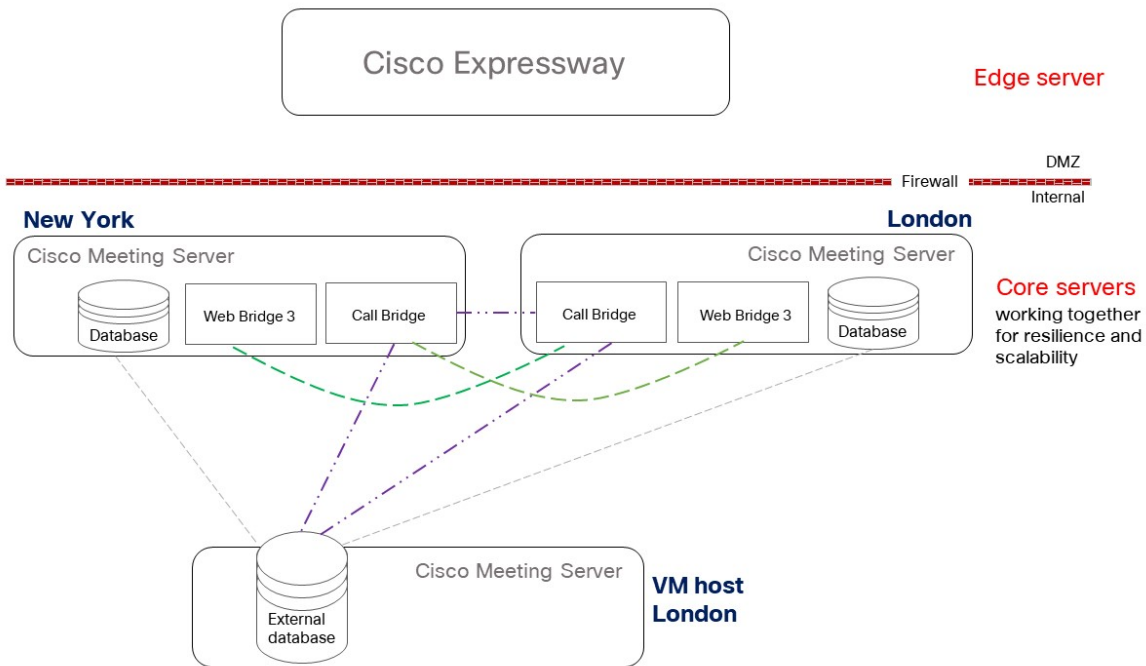 Cisco Expressway
Edge server
DMZ
Firewall
Internal
New York
London
Cisco Meeting Server
Cisco Meeting Server
Database
Web Bridge 3
Call Bridge
Call Bridge
Web Bridge 3
Database
Core servers
working together
for resilience and
scalability
Cisco Meeting Server
External
database
VM host
London